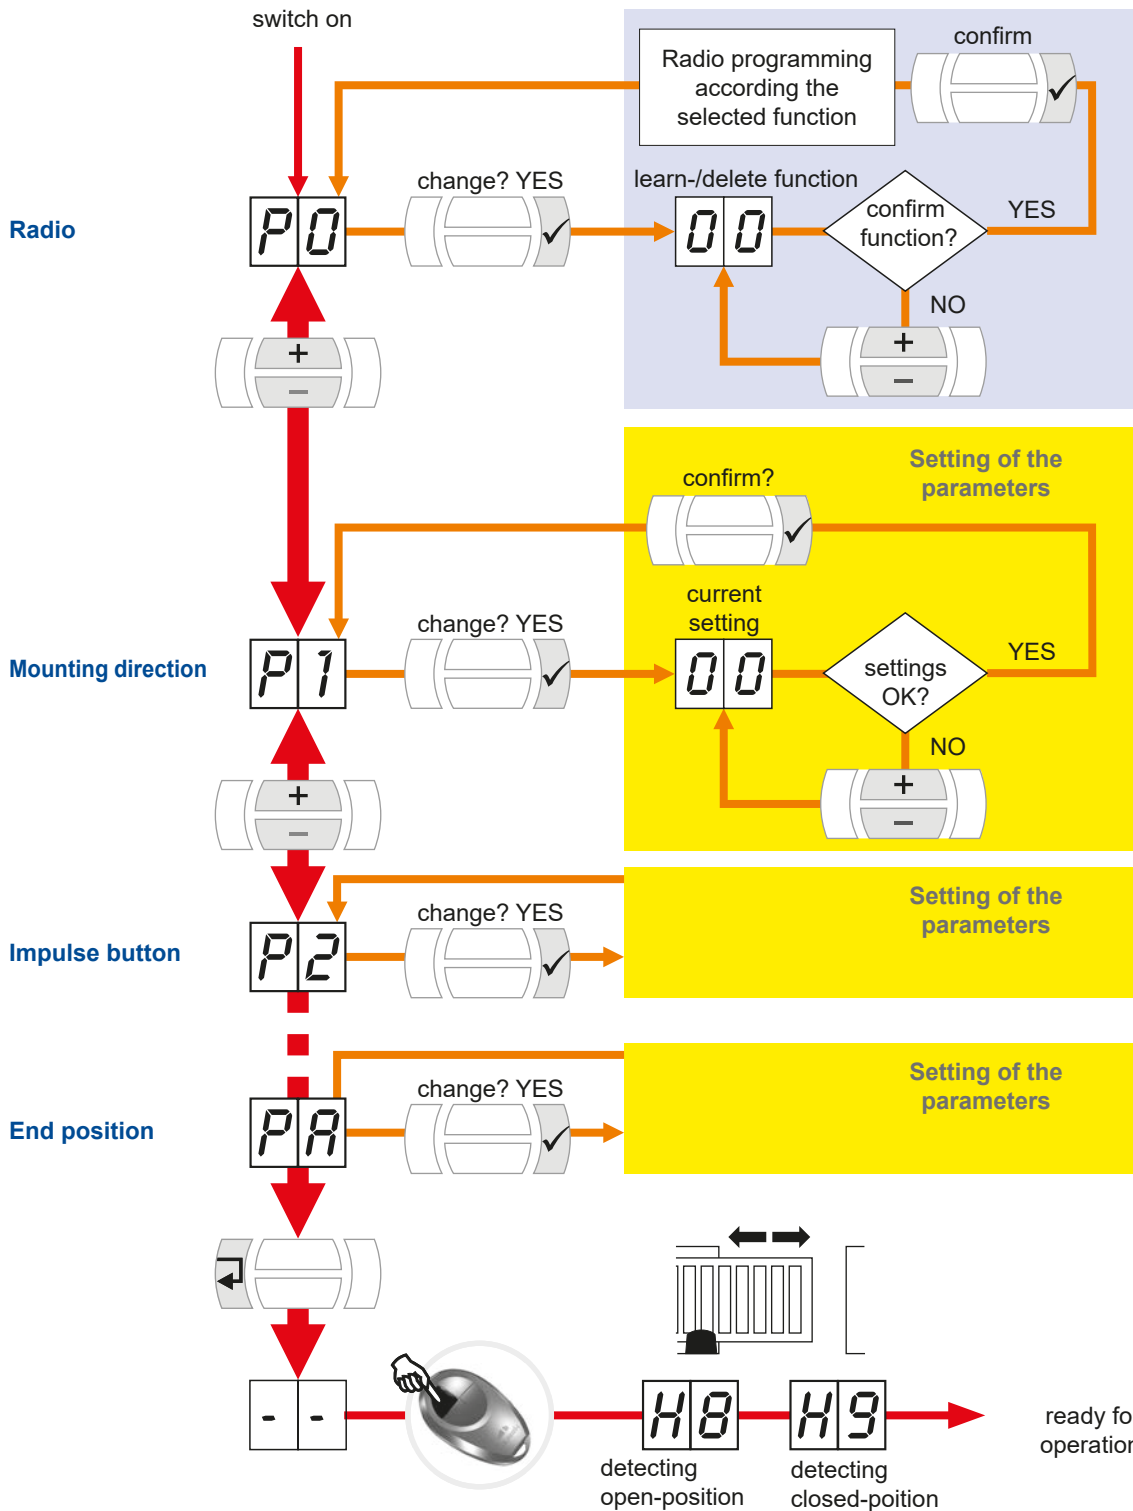 switch on
confirm
Radio programming
according the
selected function
change? YES
learn-/delete function
Radio
P0
00
confirm
function?
YES
NO
+
–
+
–
Setting of the
parameters
confirm?
current
setting
change? YES
Mounting direction
P1
00
settings
OK?
YES
NO
+
–
+
–
Setting of the
parameters
change? YES
Impulse button
P2
Setting of the
parameters
change? YES
End position
PA
--
H8
H9
ready fo
operation
detecting
open-position
detecting
closed-poition